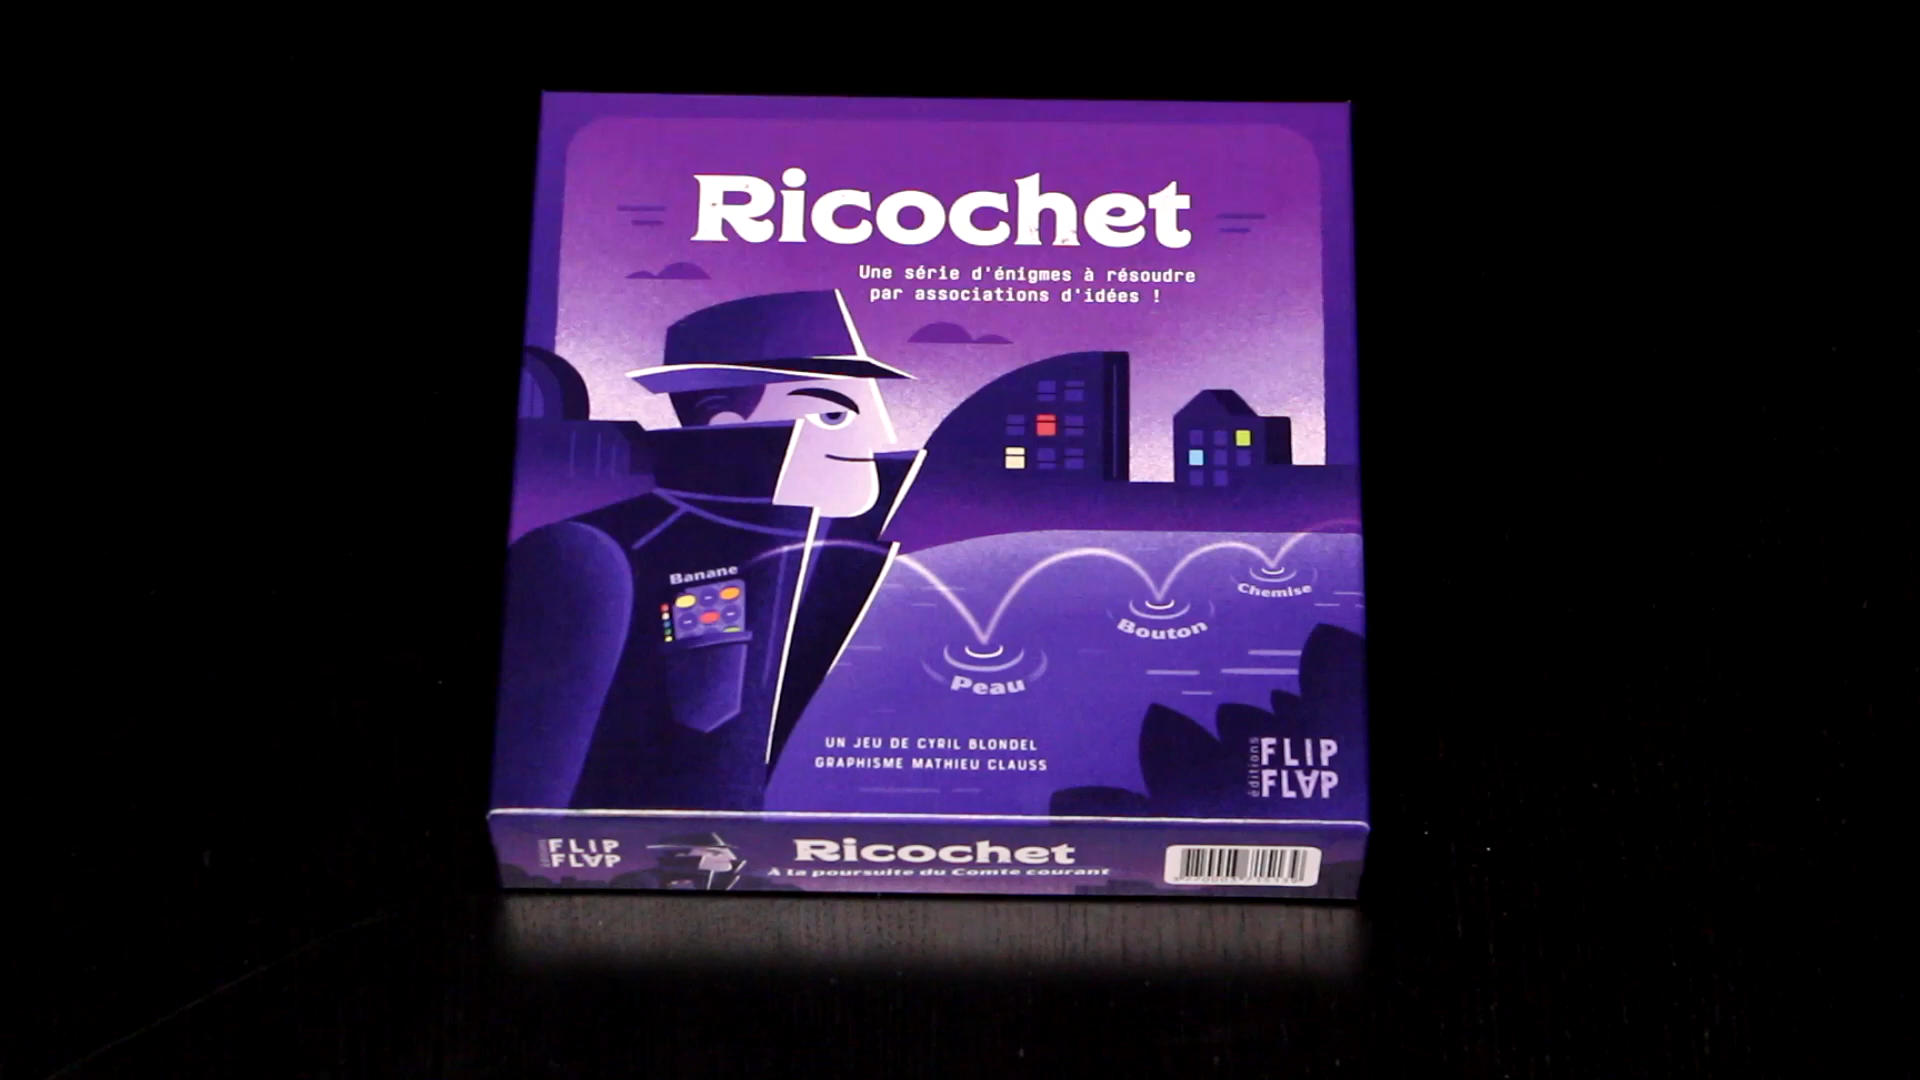 Ricochet
Une série d'énigmes à résoudre
par associations d'idées !
Banane
Chemise
Bouton
Peau
UN JEU DE CYRIL BLONDEL
GRAPHISME MATHIEU CLAUSS
éditions
FLIP
FLAP
FLIP
FLAP
Ricochet
À la poursuite du Comte courant